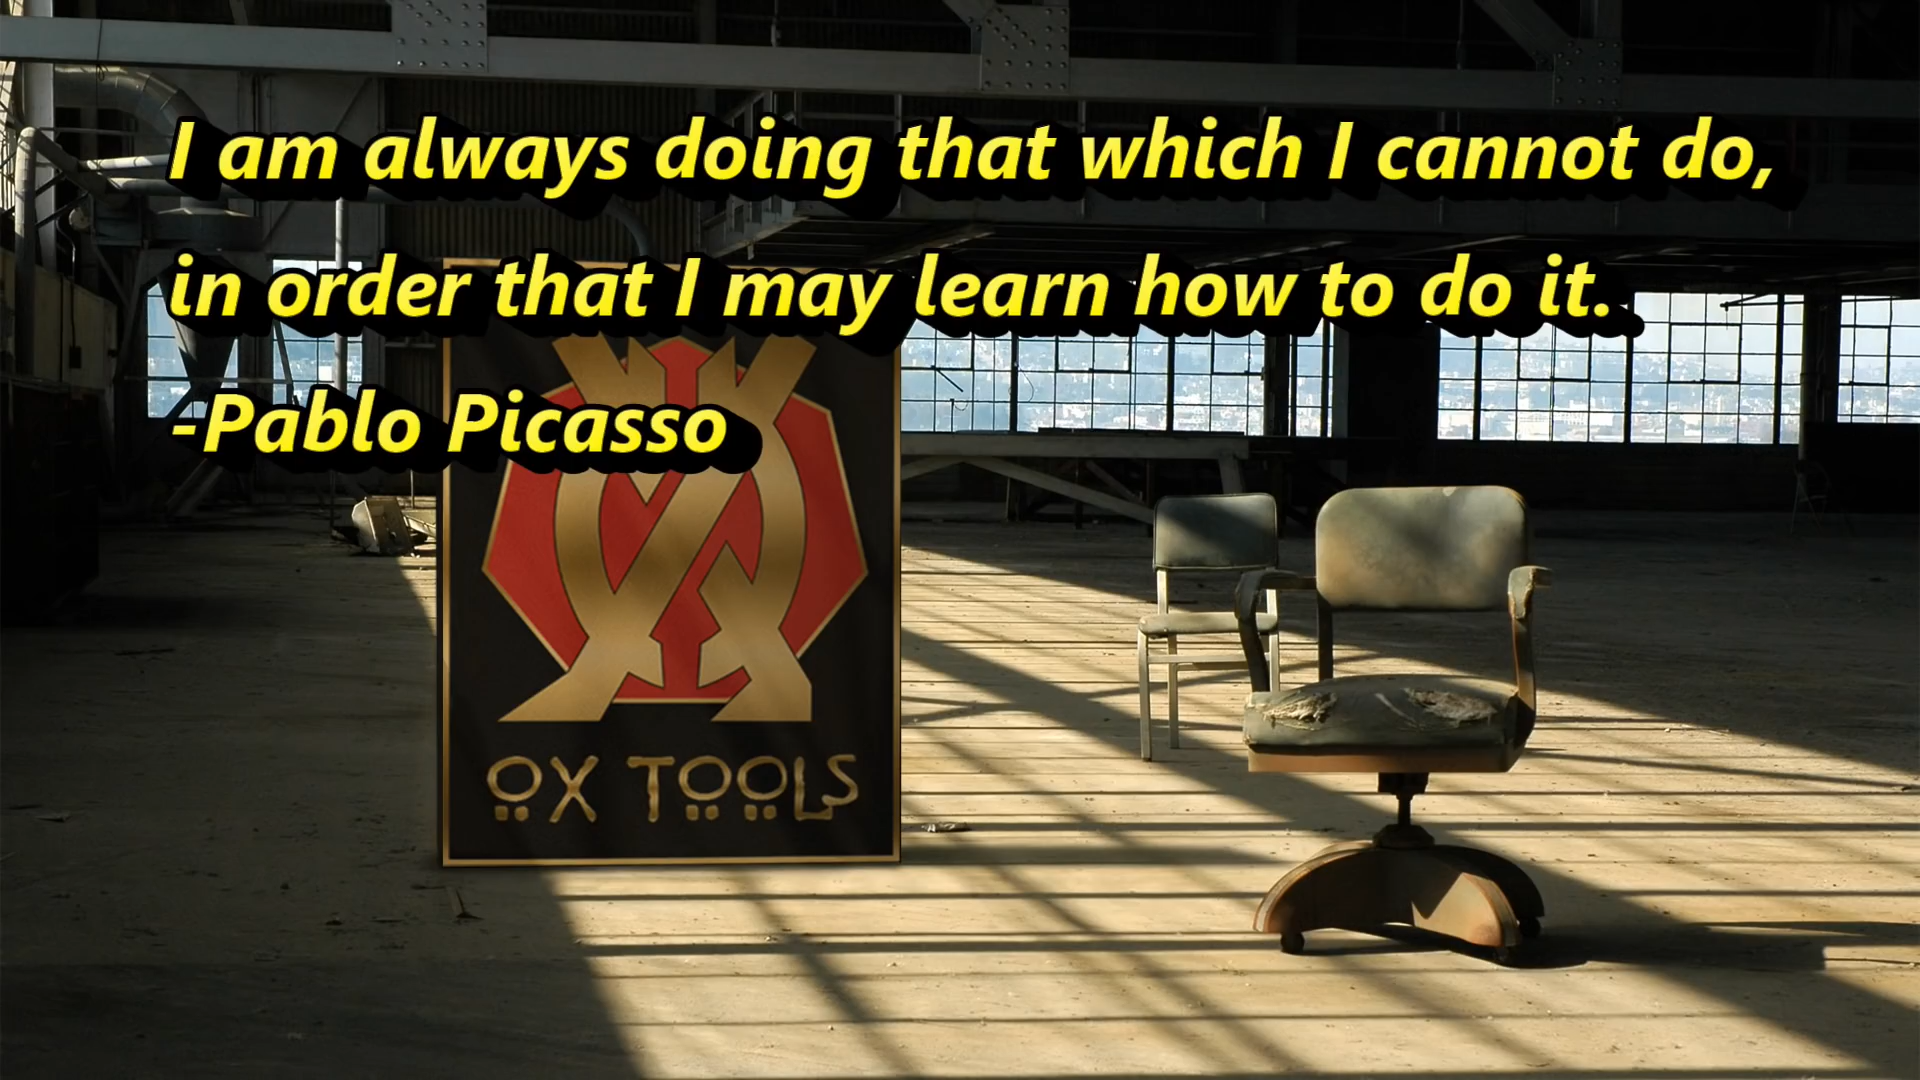 I am always doing that which I cannot do,
in order that I may learn how to do it.
-Pablo Picasso
OX TOOLS